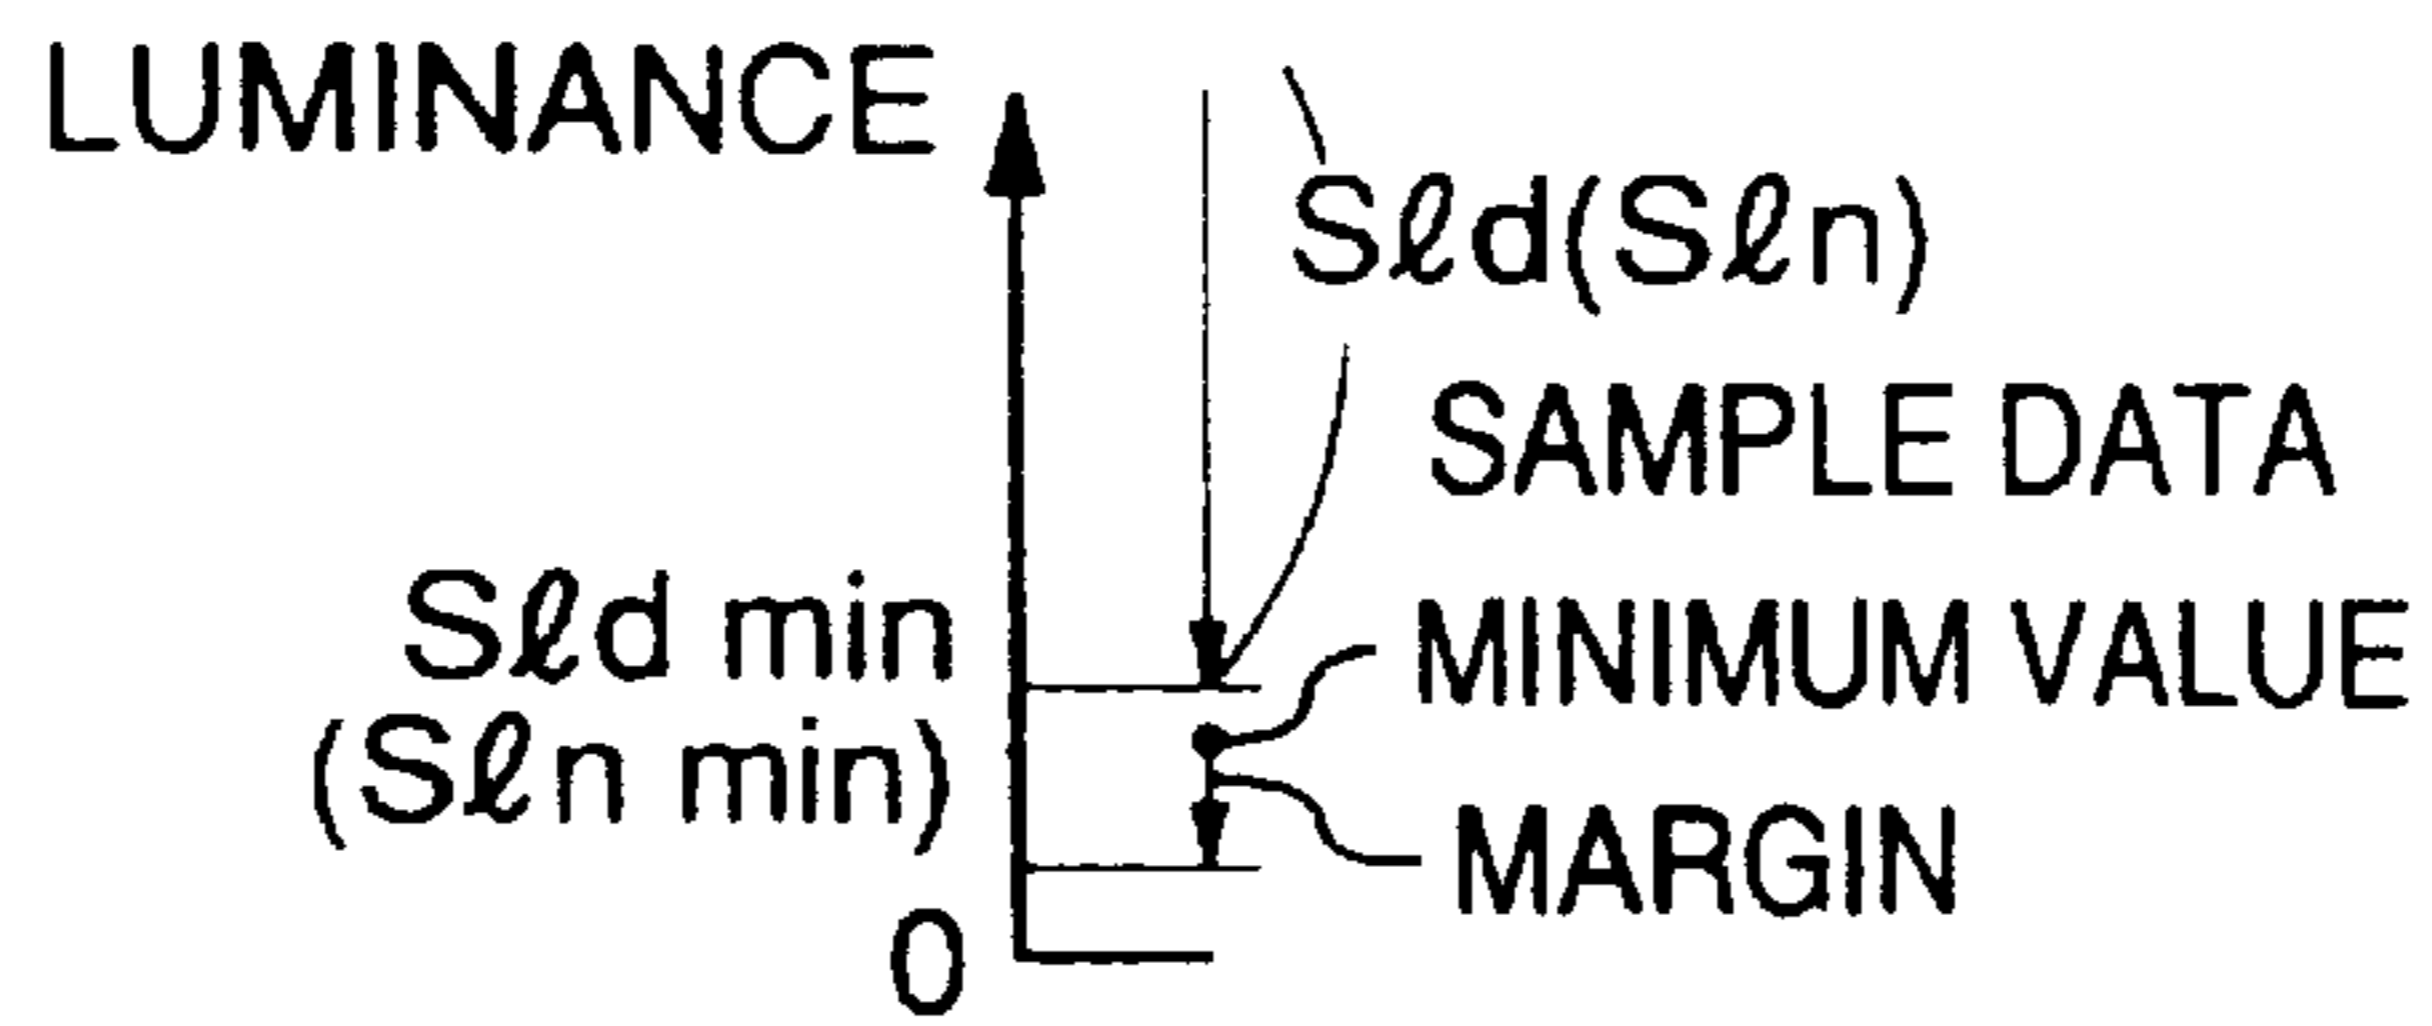 LUMINANCE
Sℓd(Sℓn)
SAMPLE DATA
Sℓd min
(Sℓn min)
MINIMUM VALUE
MARGIN
0